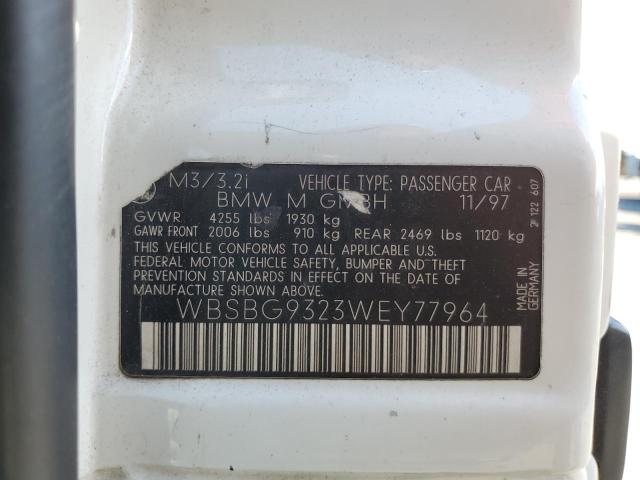 M3/3.2i VEHICLE TYPE: PASSENGER CAR
BMW M GMBH 11/97
GVWR 4255 lbs 1930 kg
GAWR FRONT 2006 lbs 910 kg REAR 2469 lbs 1120 kg
THIS VEHICLE CONFORMS TO ALL APPLICABLE U.S.
FEDERAL MOTOR VEHICLE SAFETY, BUMPER AND THEFT
PREVENTION STANDARDS IN EFFECT ON THE DATE OF
MANUFACTURE SHOWN ABOVE.
WBSBG9323WEY77964
MADE IN
GERMANY
2 122 607